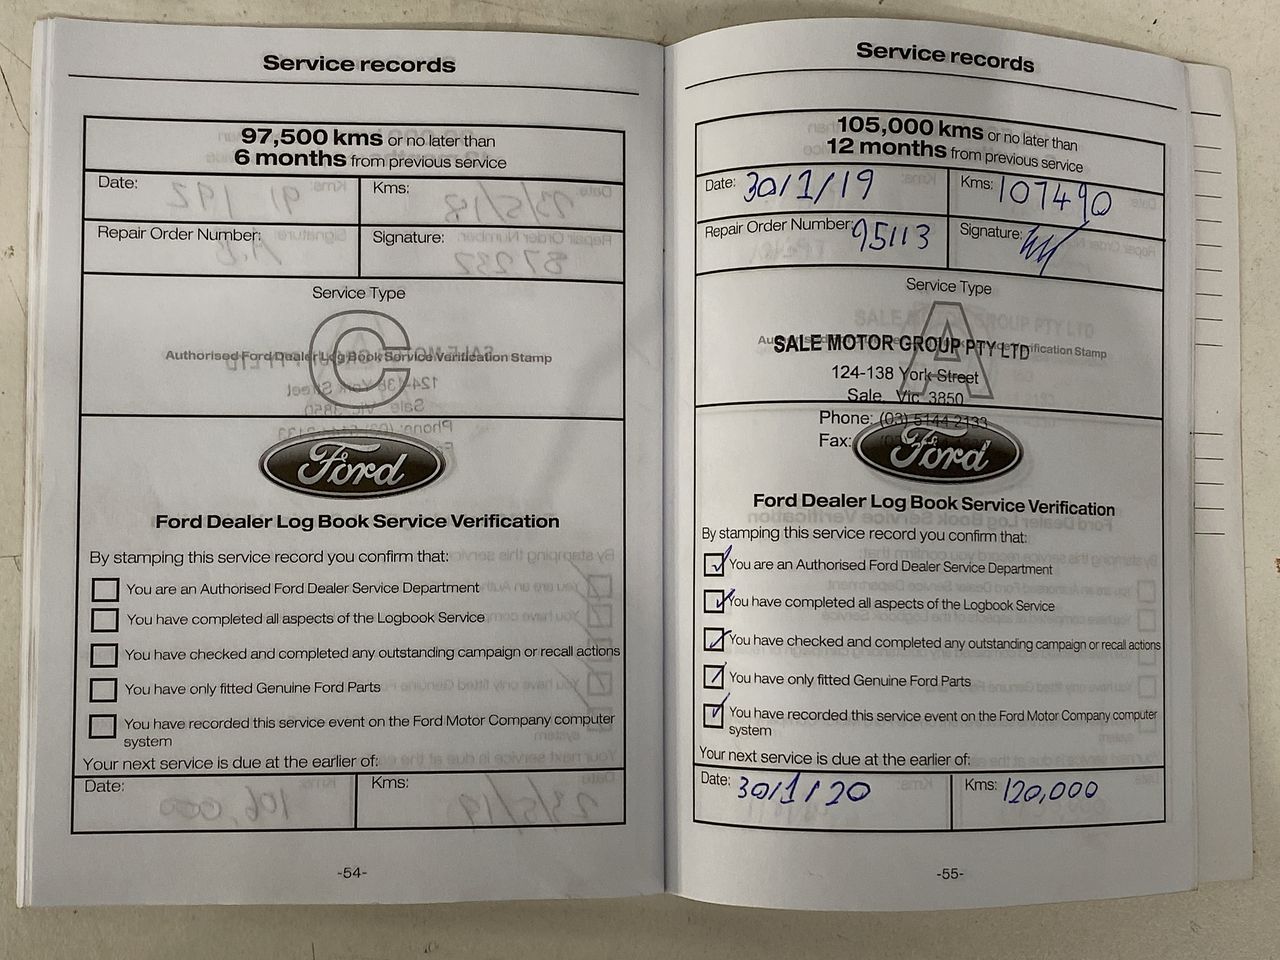 Service records
97,500 kms or no later than
6 months from previous service
Date:
Kms:
Repair Order Number:
Signature:
Service Type
C
Authorised Ford Dealer Log Book Service Verification Stamp
Ford
Ford Dealer Log Book Service Verification
By stamping this service record you confirm that:
You are an Authorised Ford Dealer Service Department
You have completed all aspects of the Logbook Service
You have checked and completed any outstanding campaign or recall actions
You have only fitted Genuine Ford Parts
You have recorded this service event on the Ford Motor Company computer
system
Your next service is due at the earlier of:
Date:
Kms:
-54-
Service records
105,000 kms or no later than
12 months from previous service
Date: 30/1/19
Kms: 107490
Repair Order Number: 95113
Signature:
Service Type
A
SALE MOTOR GROUP PTY LTD
124-138 York Street
Sale, Vic 3850
Phone: (03) 5144 2133
Fax:
Ford
Ford Dealer Log Book Service Verification
By stamping this service record you confirm that:
You are an Authorised Ford Dealer Service Department
You have completed all aspects of the Logbook Service
You have checked and completed any outstanding campaign or recall actions
You have only fitted Genuine Ford Parts
You have recorded this service event on the Ford Motor Company computer
system
Your next service is due at the earlier of:
Date: 30/1/20
Kms: 120,000
-55-